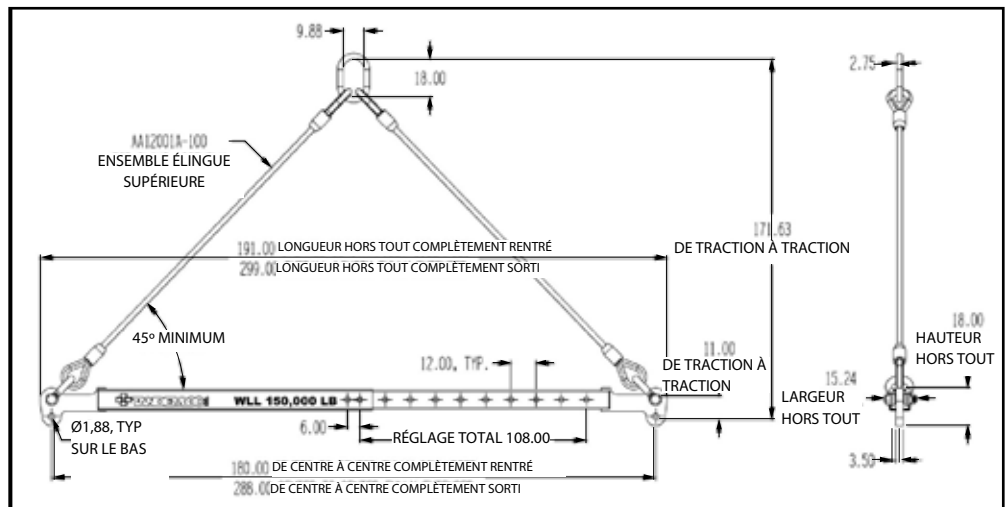 9.88
18.00
2.75
AA12001A-100
ENSEMBLE ÉLINGUE
SUPÉRIEURE
171.63
DE TRACTION À TRACTION
191.00 LONGUEUR HORS TOUT COMPLÈTEMENT RENTRÉ
299.00 LONGUEUR HORS TOUT COMPLÈTEMENT SORTI
45º MINIMUM
12.00, TYP.
11.00
DE TRACTION À
TRACTION
18.00
HAUTEUR
HORS TOUT
15.24
LARGEUR
HORS TOUT
WLL 150,000 LB
Ø1,88, TYP
SUR LE BAS
6.00
RÉGLAGE TOTAL 108.00
3.50
180.00 DE CENTRE À CENTRE COMPLÈTEMENT RENTRÉ
288.00 DE CENTRE À CENTRE COMPLÈTEMENT SORTI